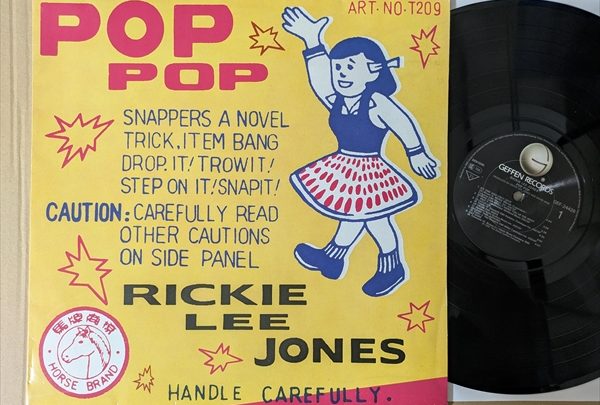 ART·NO·T209
POP
POP
SNAPPERS A NOVEL
TRICK, ITEM BANG
DROP. IT! TROWIT!
STEP ON IT! SNAPIT!
CAUTION: CAREFULLY READ
OTHER CAUTIONS
ON SIDE PANEL
RICKIE
LEE
JONES
HORSE BRAND
HANDLE CAREFULLY.
GEFFEN RECORDS
1